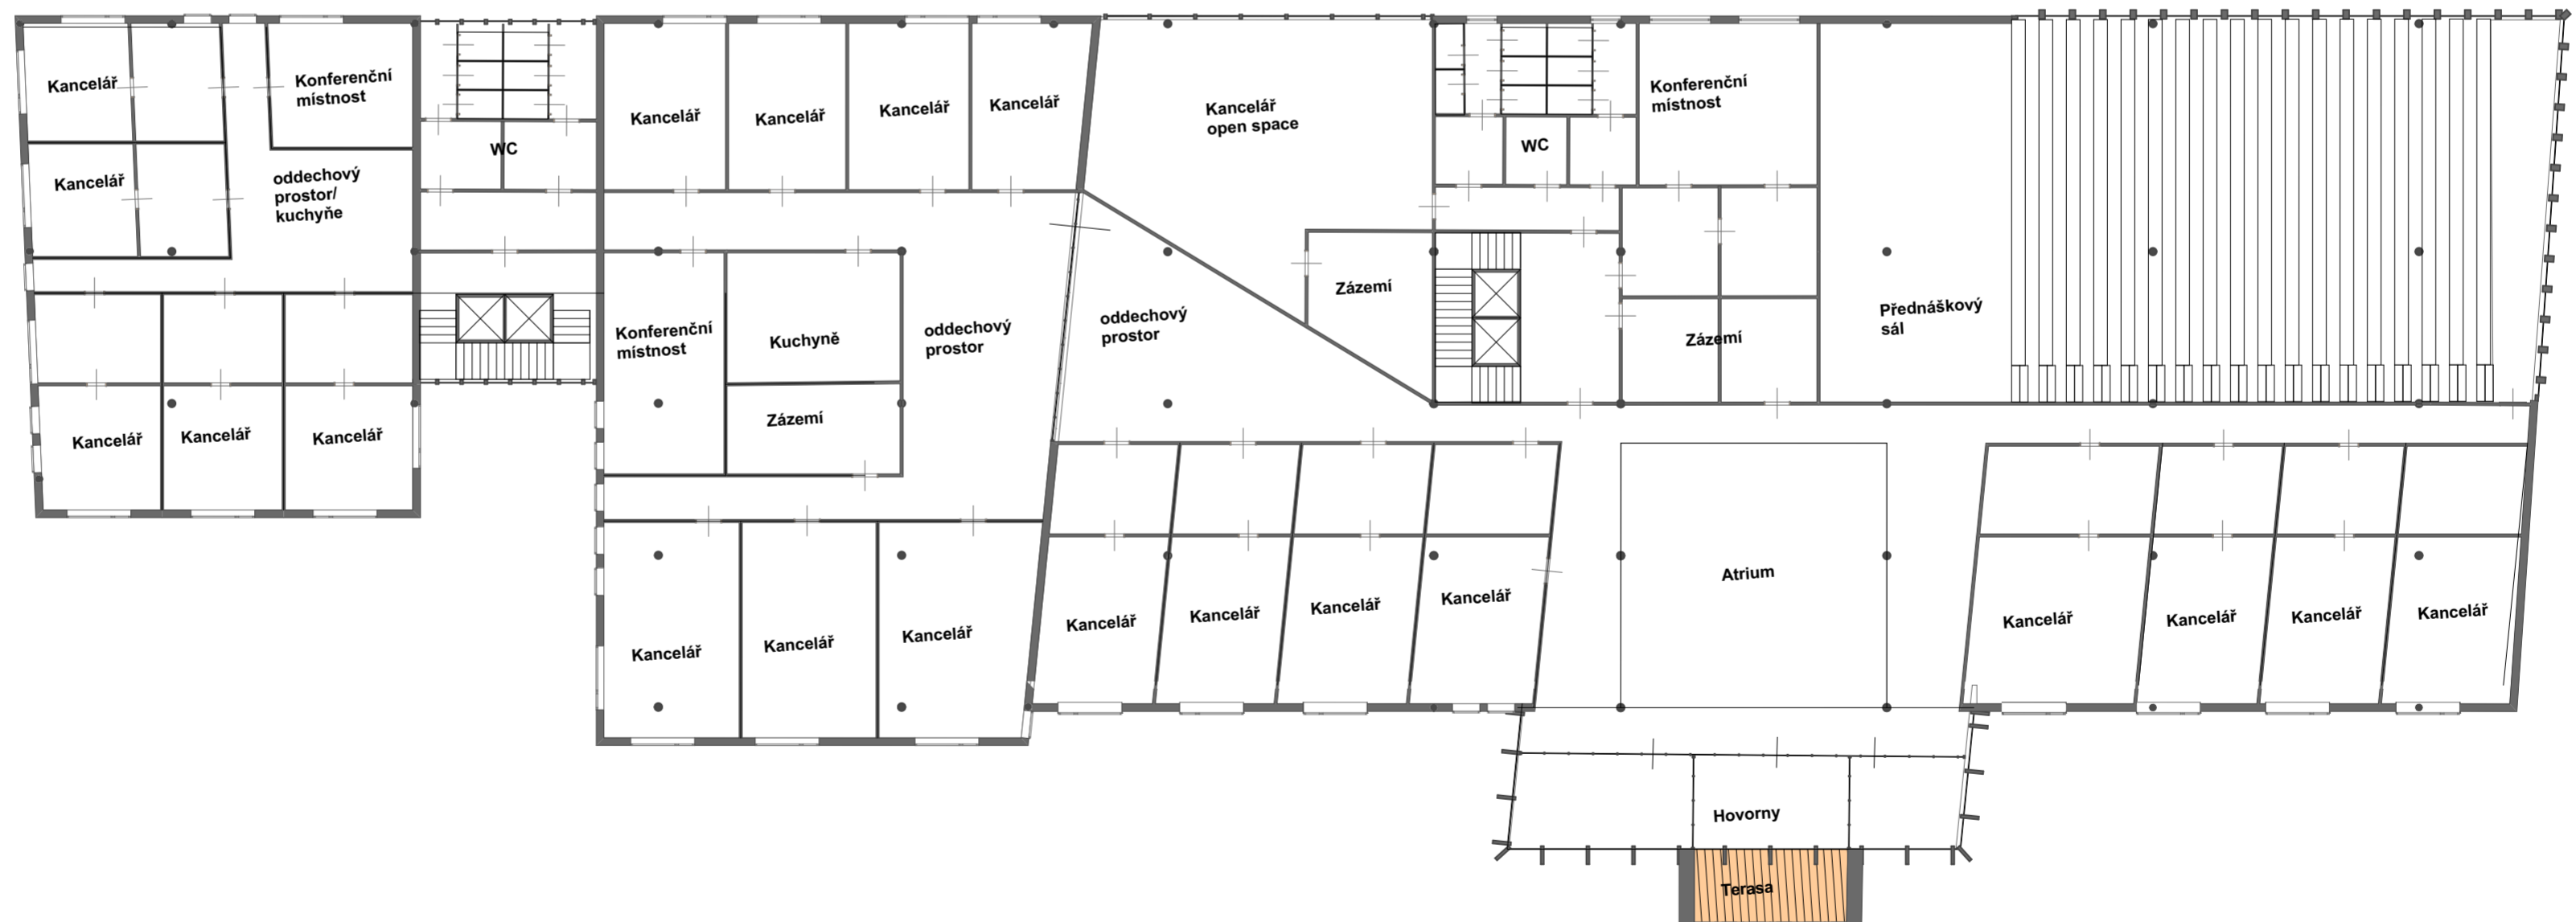 Kancelář
Konferenční
místnost
Kancelář
oddechový
prostor/
kuchyňe
WC
Kancelář
Kancelář
Kancelář
Kancelář
Kancelář
Kancelář
Kancelář
Konferenční
místnost
Kuchyně
Zázemí
oddechový
prostor
Kancelář
Kancelář
Kancelář
Kancelář
open space
oddechový
prostor
Zázemí
WC
Konferenční
místnost
Zázemí
Přednáškový
sál
Kancelář
Kancelář
Kancelář
Kancelář
Atrium
Kancelář
Kancelář
Kancelář
Kancelář
Hovorny
Terasa